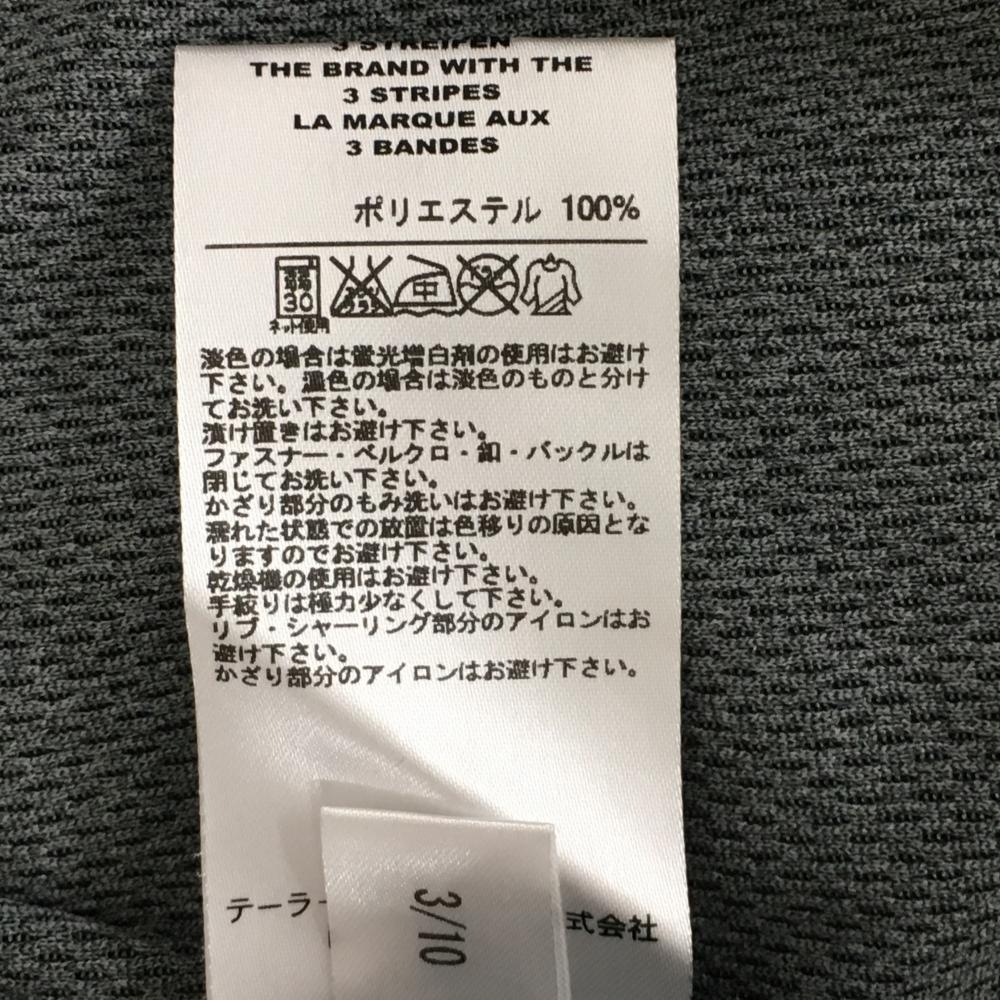 3 STREIFEN
THE BRAND WITH THE
3 STRIPES
LA MARQUE AUX
3 BANDES
ポリエステル 100%
30
中
ネット使用
淡色の場合は蛍光増白剤の使用はお避け
下さい。濃色の場合は淡色のものと分け
てお洗い下さい。
漬け置きはお避け下さい。
ファスナー・ベルクロ・釦・バックルは
閉じてお洗い下さい。
かざり部分のもみ洗いはお避け下さい。
濡れた状態での放置は色移りの原因とな
りますのでお避け下さい。
乾燥機の使用はお避け下さい。
手絞りは極力少なくして下さい。
リブ・シャーリング部分のアイロンはお
避け下さい。
かざり部分のアイロンはお避け下さい。
テーラー
式会社
3/10